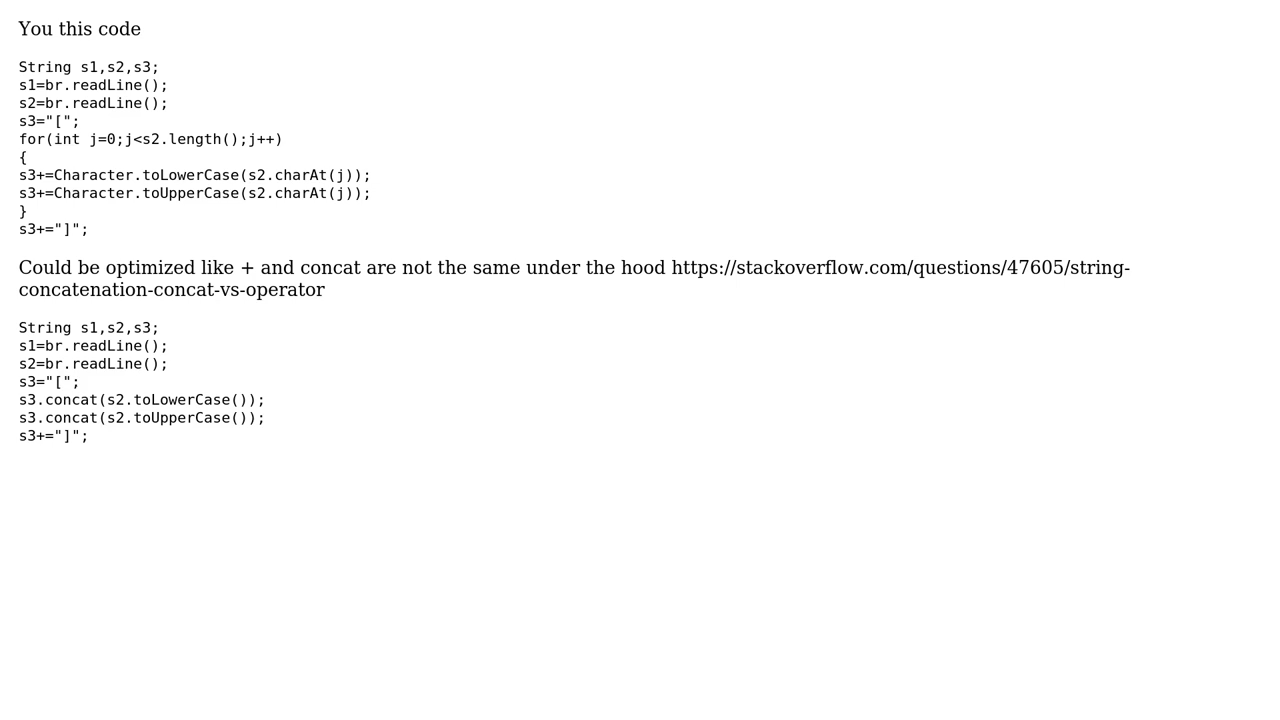 You this code
String s1,s2,s3;
s1=br.readLine();
s2=br.readLine();
s3="[";
for(int j=0;j<s2.length();j++)
{
s3+=Character.toLowerCase(s2.charAt(j));
s3+=Character.toUpperCase(s2.charAt(j));
}
s3+="]";
Could be optimized like + and concat are not the same under the hood https://stackoverflow.com/questions/47605/string-
concatenation-concat-vs-operator
String s1,s2,s3;
s1=br.readLine();
s2=br.readLine();
s3="[";
s3.concat(s2.toLowerCase());
s3.concat(s2.toUpperCase());
s3+="]";